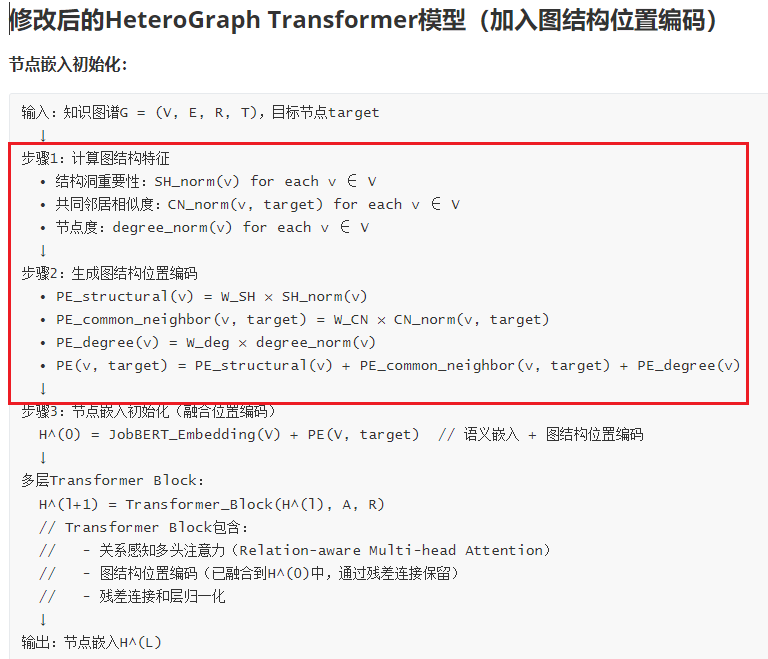 修改后的HeteroGraph Transformer模型（加入图结构位置编码）
节点嵌入初始化：
输入：知识图谱G = (V, E, R, T)，目标节点target
↓
步骤1：计算图结构特征
• 结构洞重要性：SH_norm(v) for each v ∈ V
• 共同邻居相似度：CN_norm(v, target) for each v ∈ V
• 节点度：degree_norm(v) for each v ∈ V
↓
步骤2：生成图结构位置编码
• PE_structural(v) = W_SH × SH_norm(v)
• PE_common_neighbor(v, target) = W_CN × CN_norm(v, target)
• PE_degree(v) = W_deg × degree_norm(v)
• PE(v, target) = PE_structural(v) + PE_common_neighbor(v, target) + PE_degree(v)
↓
步骤3：节点嵌入初始化（融合位置编码）
H^(0) = JobBERT_Embedding(V) + PE(V, target)  // 语义嵌入 + 图结构位置编码
↓
多层Transformer Block：
H^(l+1) = Transformer_Block(H^(l), A, R)
// Transformer Block包含：
//   - 关系感知多头注意力（Relation-aware Multi-head Attention）
//   - 图结构位置编码（已融合到H^(0)中，通过残差连接保留）
//   - 残差连接和层归一化
↓
输出：节点嵌入H^(L)